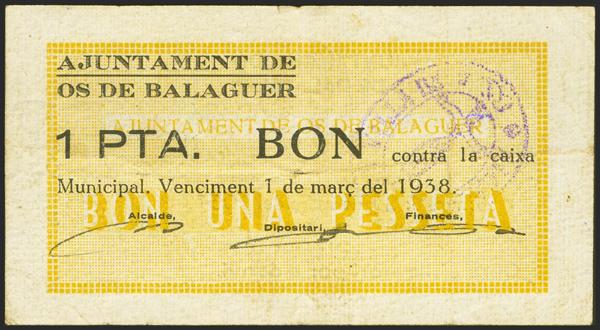 AJUNTAMENT DE
OS DE BALAGUER
AJUNTAMENT DE OS DE BALAGUER
1 PTA. BON contra la caixa
Municipal. Venciment 1 de març del 1938.
BON UNA PESSETA
Alcalde, Dipositari, Finances,